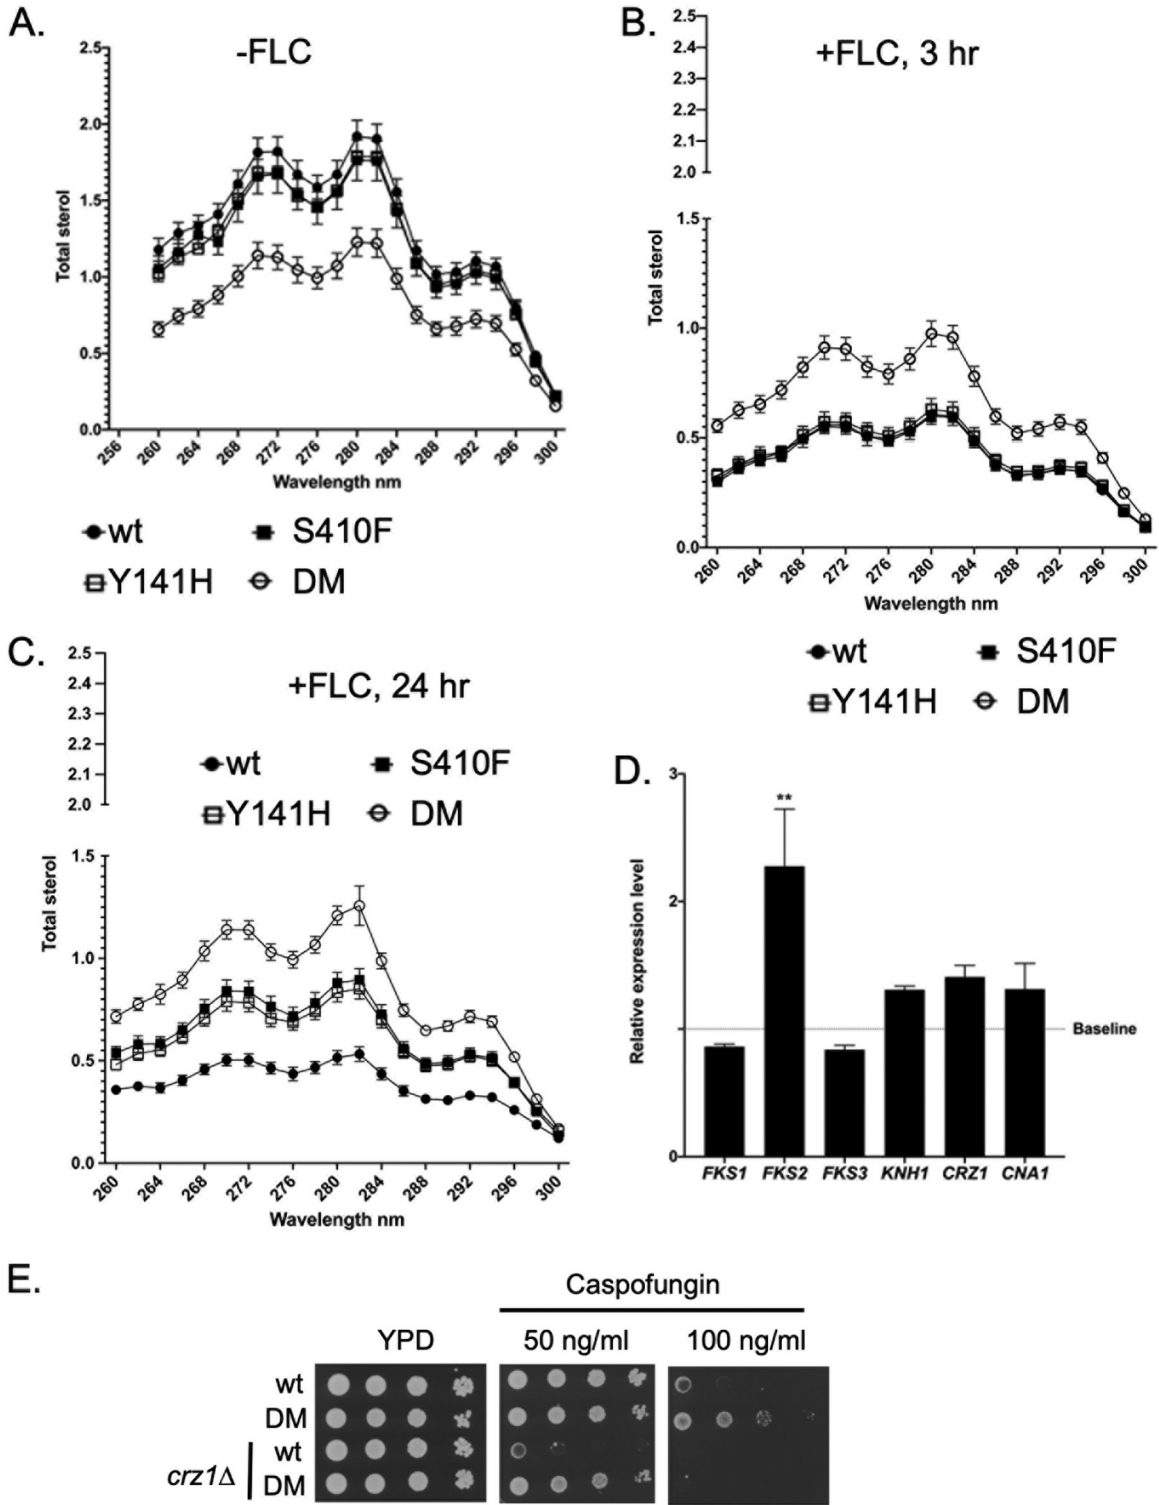 A.
-FLC
Total sterol
2.5
2.0
1.5
1.0
0.5
0.0
256 260 264 268 272 276 280 284 288 292 296 300
Wavelength nm
wt S410F
Y141H DM
B.
+FLC, 3 hr
Total sterol
2.5
2.4
2.3
2.2
2.1
2.0
1.5
1.0
0.5
0.0
260 264 268 272 276 280 284 288 292 296 300
Wavelength nm
wt S410F
Y141H DM
C.
+FLC, 24 hr
wt S410F
Y141H DM
Total sterol
2.5
2.4
2.3
2.2
2.1
2.0
1.5
1.0
0.5
0.0
260 264 268 272 276 280 284 288 292 296 300
Wavelength nm
D.
Relative expression level
3
2
0
**
Baseline
FKS1 FKS2 FKS3 KNH1 CRZ1 CNA1
E.
Caspofungin
YPD 50 ng/ml 100 ng/ml
wt
DM
wt
crz1Δ
DM